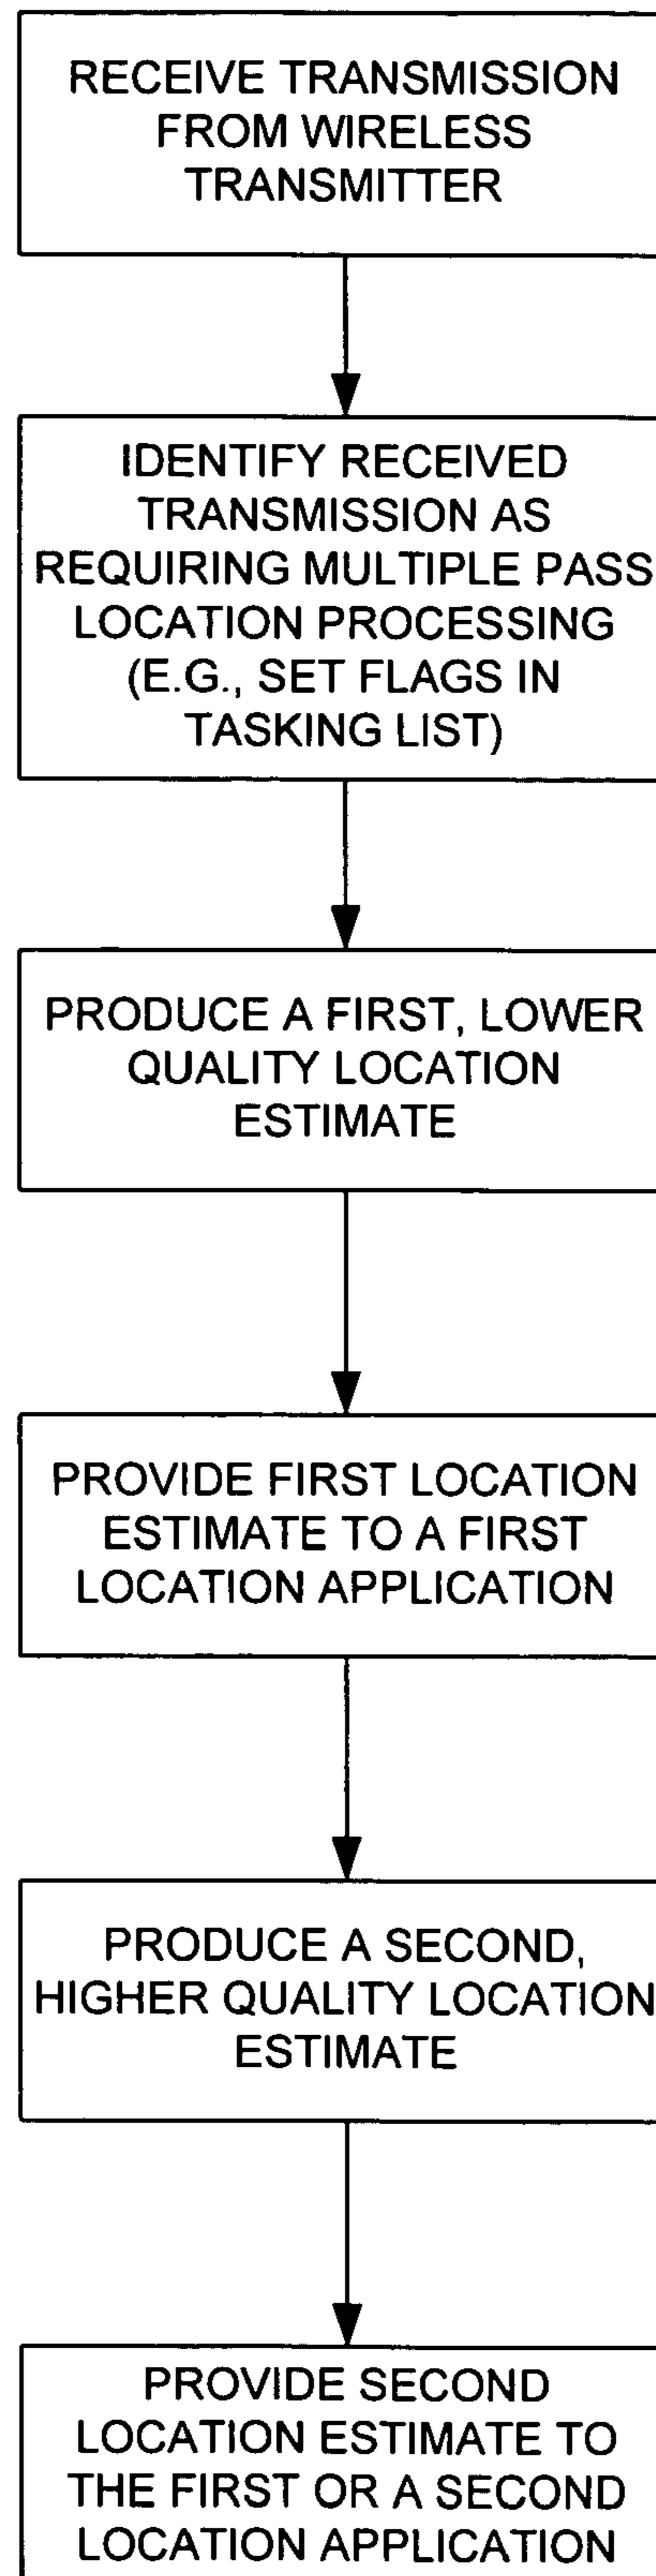 RECEIVE TRANSMISSION
FROM WIRELESS
TRANSMITTER
IDENTIFY RECEIVED
TRANSMISSION AS
REQUIRING MULTIPLE PASS
LOCATION PROCESSING
(E.G., SET FLAGS IN
TASKING LIST)
PRODUCE A FIRST, LOWER
QUALITY LOCATION
ESTIMATE
PROVIDE FIRST LOCATION
ESTIMATE TO A FIRST
LOCATION APPLICATION
PRODUCE A SECOND,
HIGHER QUALITY LOCATION
ESTIMATE
PROVIDE SECOND
LOCATION ESTIMATE TO
THE FIRST OR A SECOND
LOCATION APPLICATION